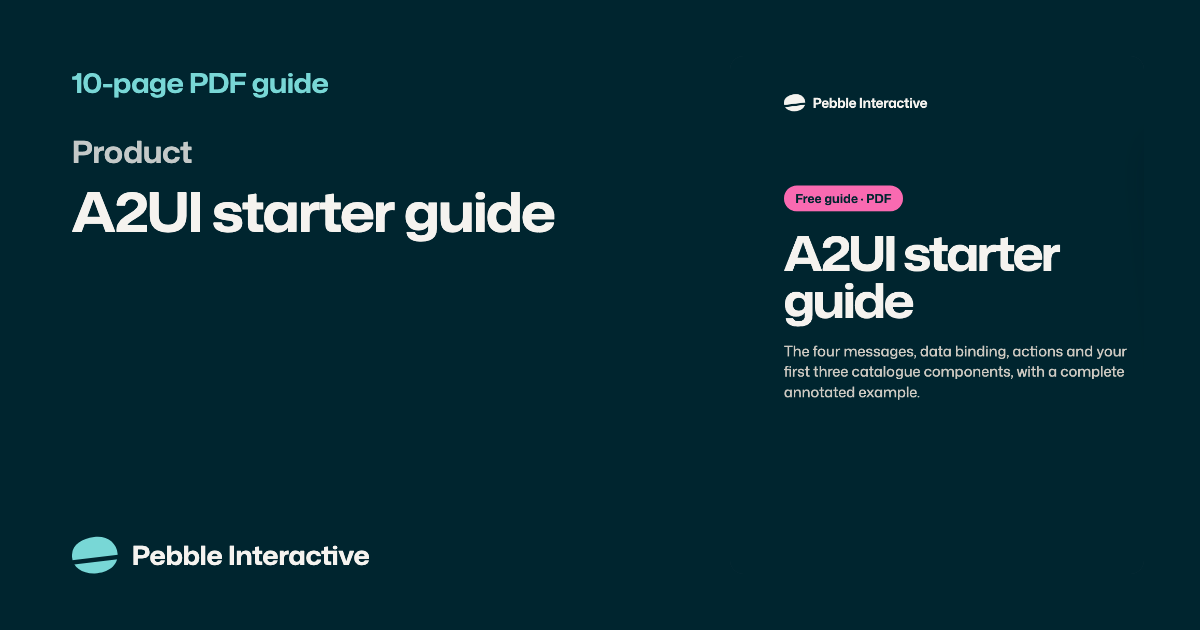 10-page PDF guide
Product
A2UI starter guide
Pebble Interactive
Pebble Interactive
Free guide · PDF
A2UI starter
guide
The four messages, data binding, actions and your
first three catalogue components, with a complete
annotated example.